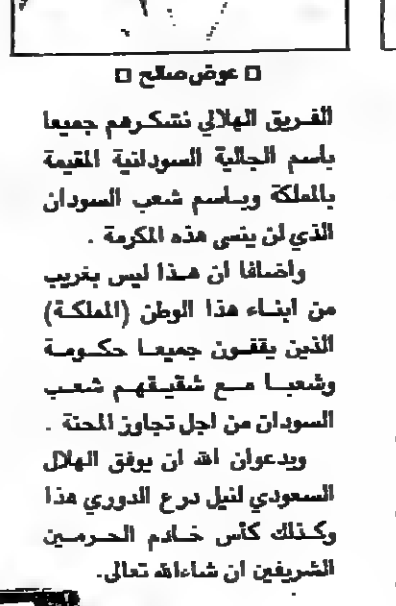 □ عوض صالح □
الفريق الهلالي نشكرهم جميعا
بأسم الجالية السودانية المقيمة
بالمملكة وبأسم شعب السودان
الذي لن ينسى هذه المكرمة .
واضافا ان هذا ليس بغريب
من ابناء هذا الوطن (المملكة)
الذين يقفون جميعا حكومة
وشعبا مع شقيقهم شعب
السودان من اجل تجاوز المحنة .
ويدعوان الله ان يوفق الهلال
السعودي لنيل درع الدوري هذا
وكذلك كأس خادم الحرمين
الشريفين ان شاءالله تعالى.